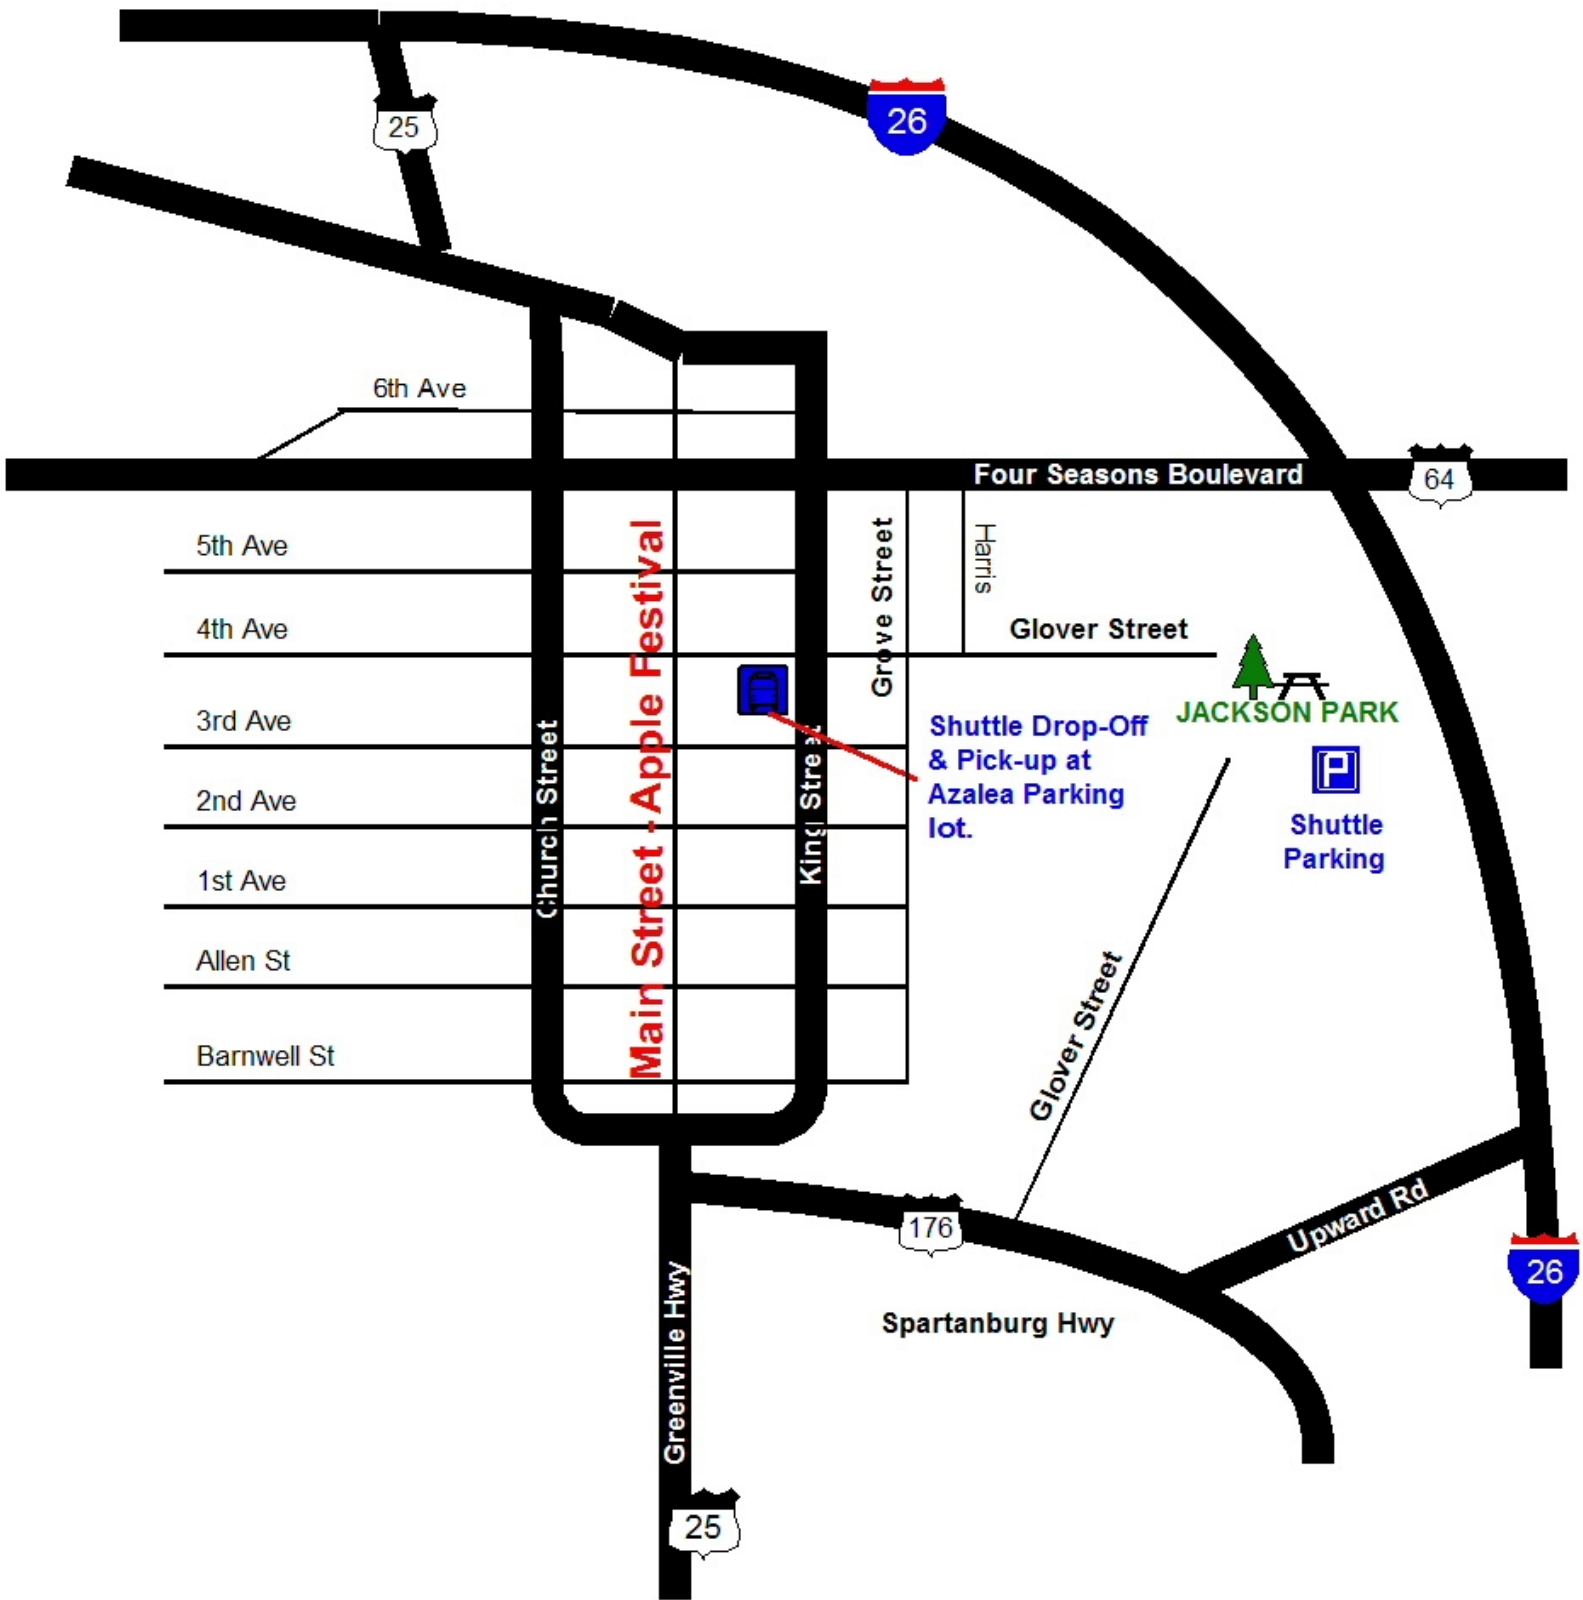 26
25
6th Ave
Four Seasons Boulevard
64
5th Ave
Grove Street
Harris
4th Ave
Glover Street
Main Street - Apple Festival
3rd Ave
JACKSON PARK
Church Street
King Street
Shuttle Drop-Off
& Pick-up at
Azalea Parking
lot.
P
2nd Ave
Shuttle
Parking
1st Ave
Allen St
Glover Street
Barnwell St
176
Upward Rd
26
Greenville Hwy
Spartanburg Hwy
25